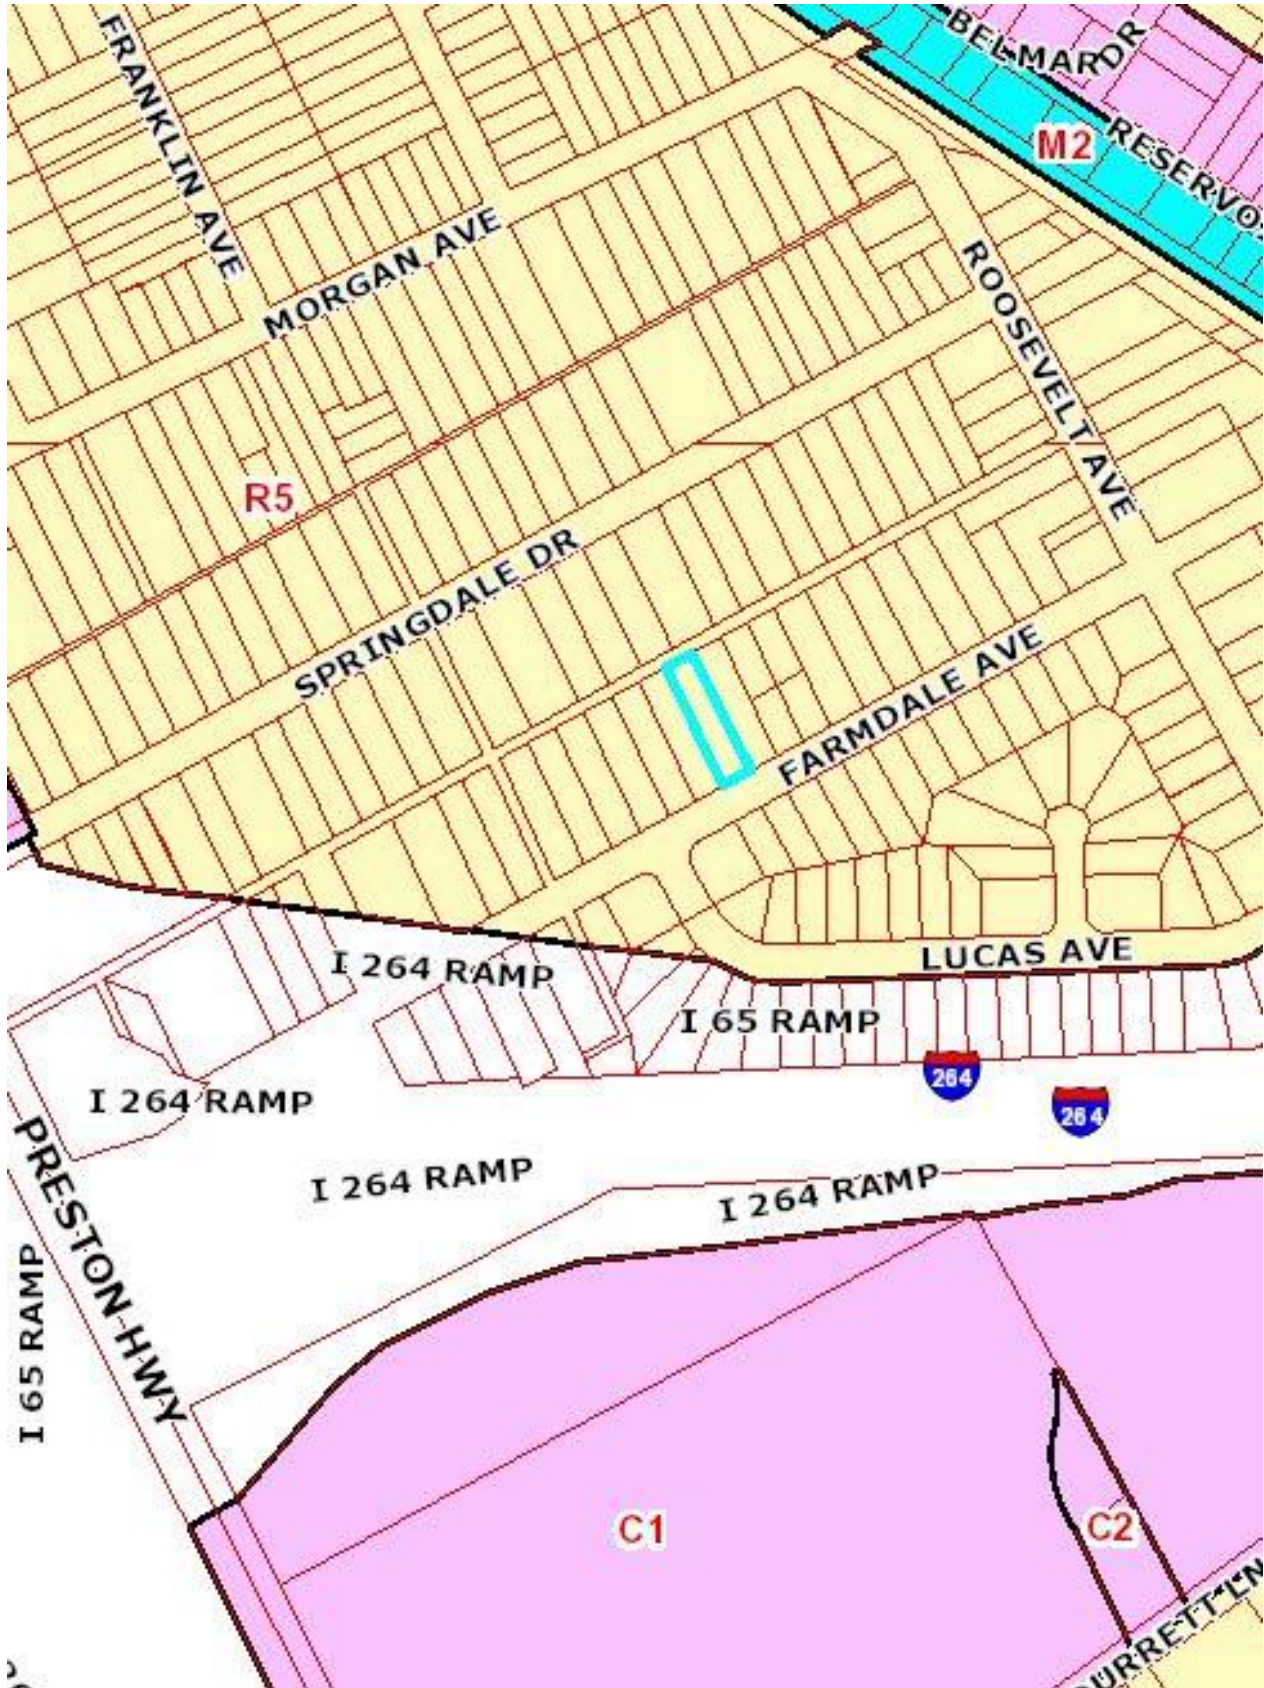 FRANKLIN AVE
BELMAR DR
M2
RESERVO
MORGAN AVE
ROOSEVELT AVE
R5
SPRINGDALE DR
FARMDALE AVE
LUCAS AVE
I 264 RAMP
I 65 RAMP
264
264
I 264 RAMP
I 264 RAMP
I 264 RAMP
PRESTON HWY
I 65 RAMP
C1
C2
DURRETT LN